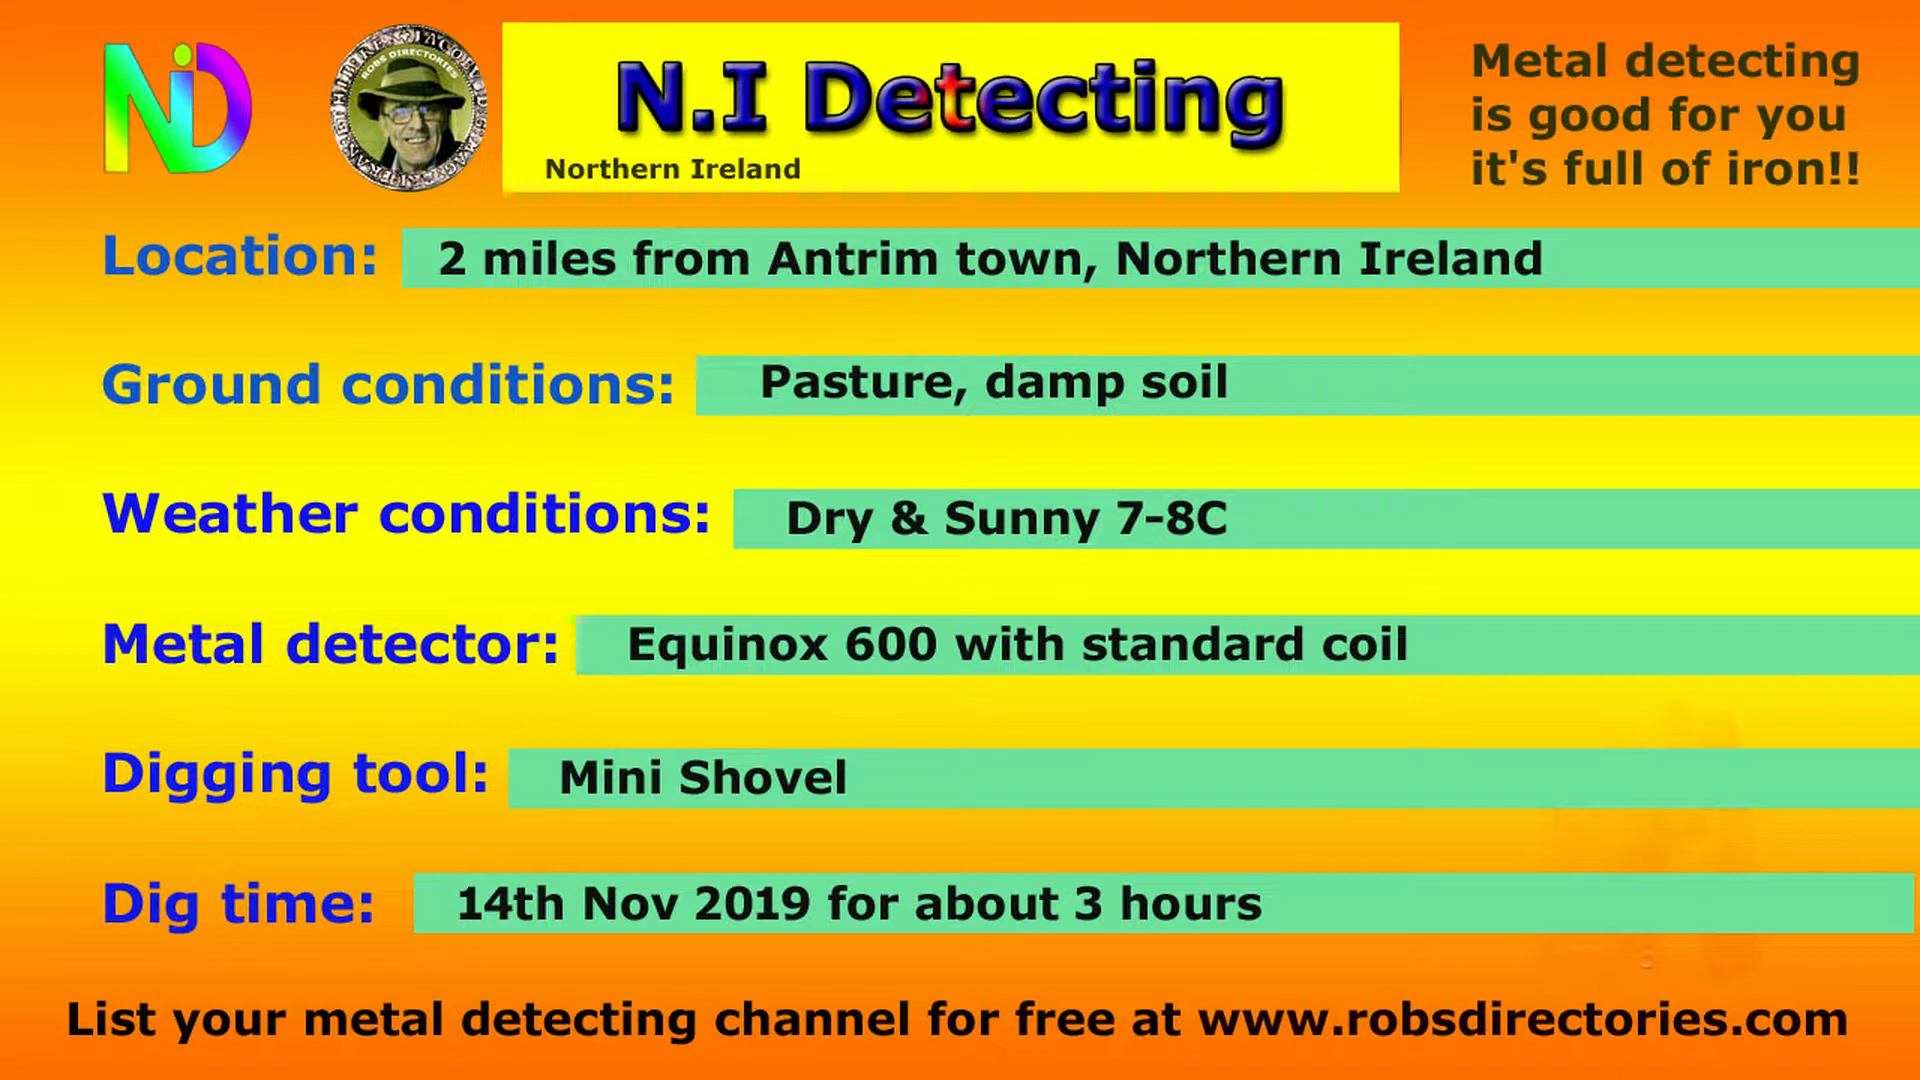 NiD
ROBS DIRECTORIES
N.I Detecting
Northern Ireland
Metal detecting
is good for you
it's full of iron!!
Location: 2 miles from Antrim town, Northern Ireland
Ground conditions: Pasture, damp soil
Weather conditions: Dry & Sunny 7-8C
Metal detector: Equinox 600 with standard coil
Digging tool: Mini Shovel
Dig time: 14th Nov 2019 for about 3 hours
List your metal detecting channel for free at www.robsdirectories.com